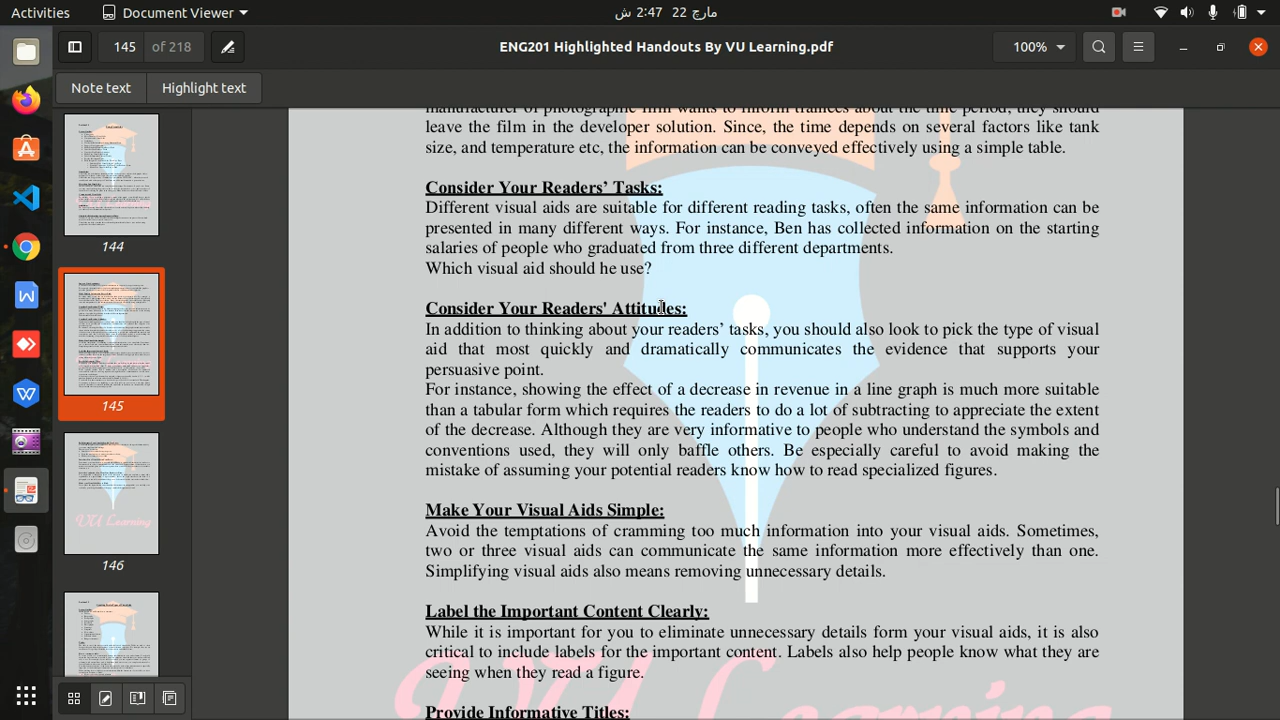 Activities
Document Viewer
مارچ 22  2:47 ش
145
of 218
ENG201 Highlighted Handouts By VU Learning.pdf
100%
Note text
Highlight text
144
145
146
leave the film in the developer solution. Since, the time depends on several factors like tank
size, and temperature etc, the information can be conveyed effectively using a simple table.
Consider Your Readers' Tasks:
Different visual aids are suitable for different reading tasks, often the same information can be
presented in many different ways. For instance, Ben has collected information on the starting
salaries of people who graduated from three different departments.
Which visual aid should he use?
Consider Your Readers' Attitudes:
In addition to thinking about your readers' tasks, you should also look to pick the type of visual
aid that most quickly and dramatically communicates the evidence that supports your
persuasive point.
For instance, showing the effect of a decrease in revenue in a line graph is much more suitable
than a tabular form which requires the readers to do a lot of subtracting to appreciate the extent
of the decrease. Although they are very informative to people who understand the symbols and
conventions used, they will only baffle others. Be especially careful to avoid making the
mistake of assuming your potential readers know how to read specialized figures.
Make Your Visual Aids Simple:
Avoid the temptations of cramming too much information into your visual aids. Sometimes,
two or three visual aids can communicate the same information more effectively than one.
Simplifying visual aids also means removing unnecessary details.
Label the Important Content Clearly:
While it is important for you to eliminate unnecessary details form your visual aids, it is also
critical to include labels for the important content. Labels also help people know what they are
seeing when they read a figure.
Provide Informative Titles:
VU Learning